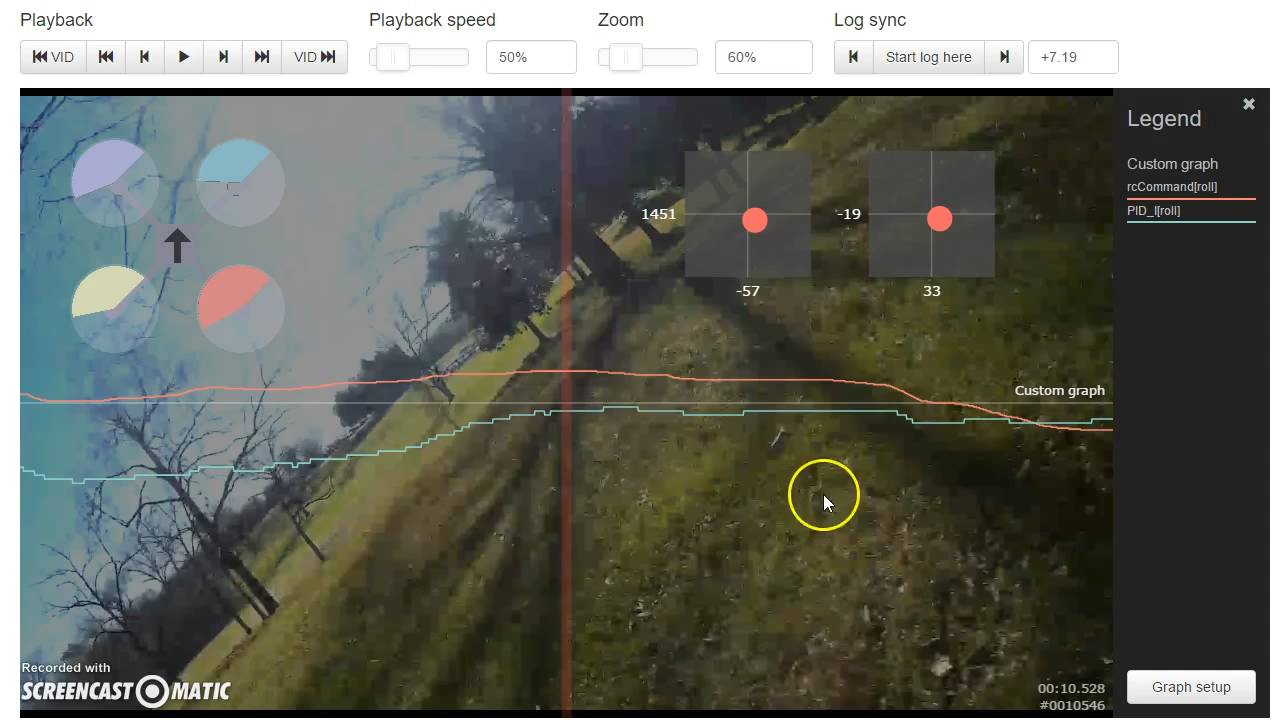 Playback
Playback speed
Zoom
Log sync
VID
VID
50%
60%
Start log here
+7.19
Legend
Custom graph
rcCommand[roll]
PID_I[roll]
1451
-57
-19
33
Custom graph
Recorded with
SCREENCAST O MATIC
00:10.528
#0010546
Graph setup